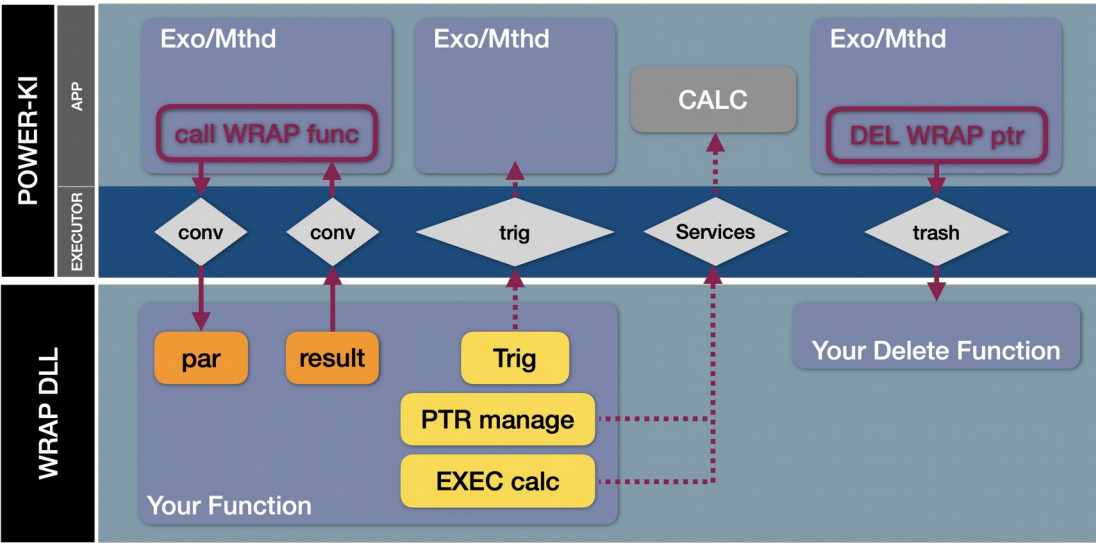 POWER-KI
APP
EXECUTOR
WRAP DLL
Exo/Mthd
Exo/Mthd
Exo/Mthd
CALC
call WRAP func
DEL WRAP ptr
conv
conv
trig
Services
trash
par
result
Trig
PTR manage
EXEC calc
Your Function
Your Delete Function